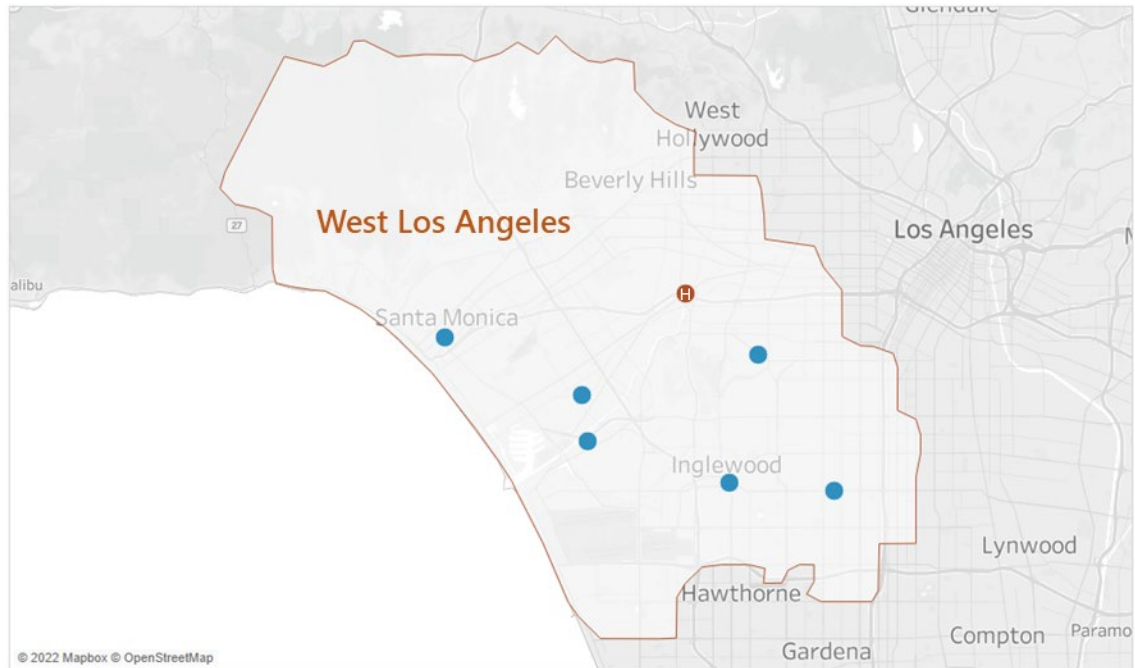 Glendale
West
Hollywood
Beverly Hills
West Los Angeles
27
Los Angeles
alibu
H
Santa Monica
Inglewood
Lynwood
Hawthorne
Compton
Paramo
Gardena
© 2022 Mapbox © OpenStreetMap